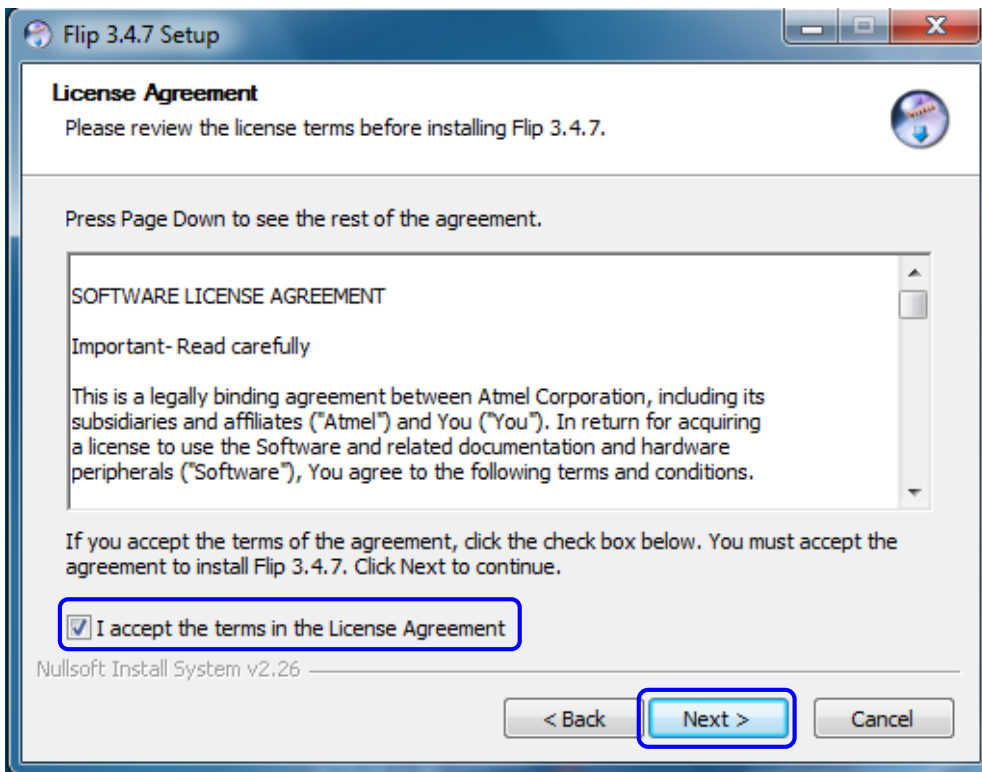 Flip 3.4.7 Setup
License Agreement
Please review the license terms before installing Flip 3.4.7.
Press Page Down to see the rest of the agreement.
SOFTWARE LICENSE AGREEMENT
Important- Read carefully
This is a legally binding agreement between Atmel Corporation, including its
subsidiaries and affiliates ("Atmel") and You ("You"). In return for acquiring
a license to use the Software and related documentation and hardware
peripherals ("Software"), You agree to the following terms and conditions.
If you accept the terms of the agreement, click the check box below. You must accept the
agreement to install Flip 3.4.7. Click Next to continue.
I accept the terms in the License Agreement
Nullsoft Install System v2.26
< Back
Next >
Cancel